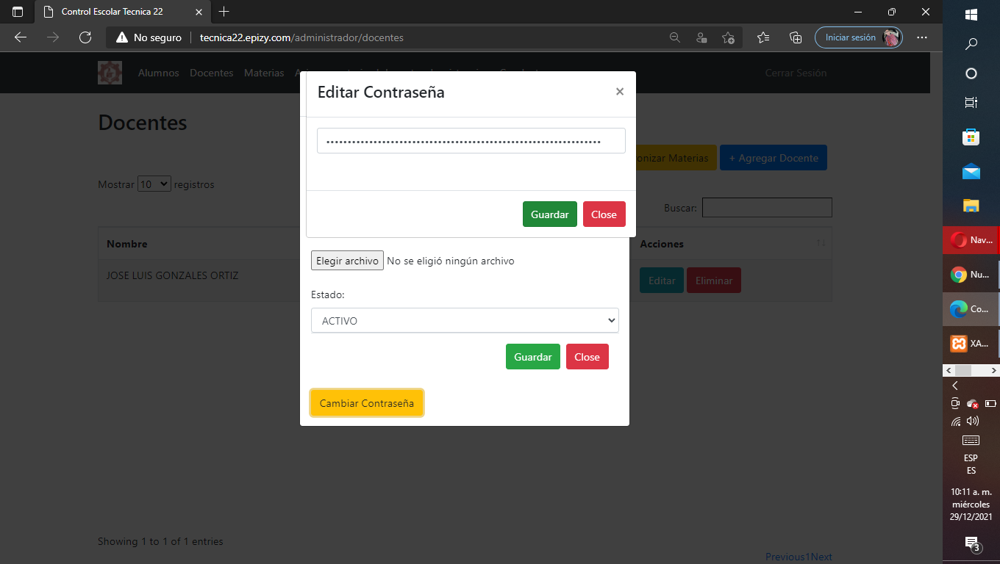 Control Escolar Tecnica 22
No seguro
tecnica22.epizy.com/administrador/docentes
Iniciar sesión
Alumnos Docentes Materias
Cerrar Sesión
Docentes
onizar Materias
+ Agregar Docente
Mostrar 10 registros
Buscar:
Nombre
Acciones
JOSE LUIS GONZALES ORTIZ
Editar
Eliminar
Editar Contraseña
×
Guardar
Close
Elegir archivo No se eligió ningún archivo
Estado:
ACTIVO
Guardar
Close
Cambiar Contraseña
Showing 1 to 1 of 1 entries
Previous1Next
Nav...
Nu...
Co...
XA...
ESP
ES
10:11 a. m.
miércoles
29/12/2021
3